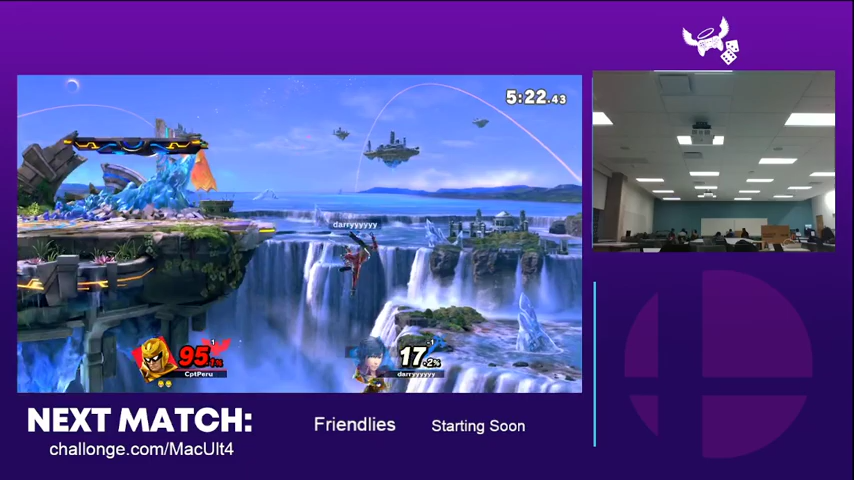 5:22.43
darryyyyyy
95.1%
CptPeru
17.2%
darryyyyyy
NEXT MATCH:
challonge.com/MacUlt4
Friendlies
Starting Soon